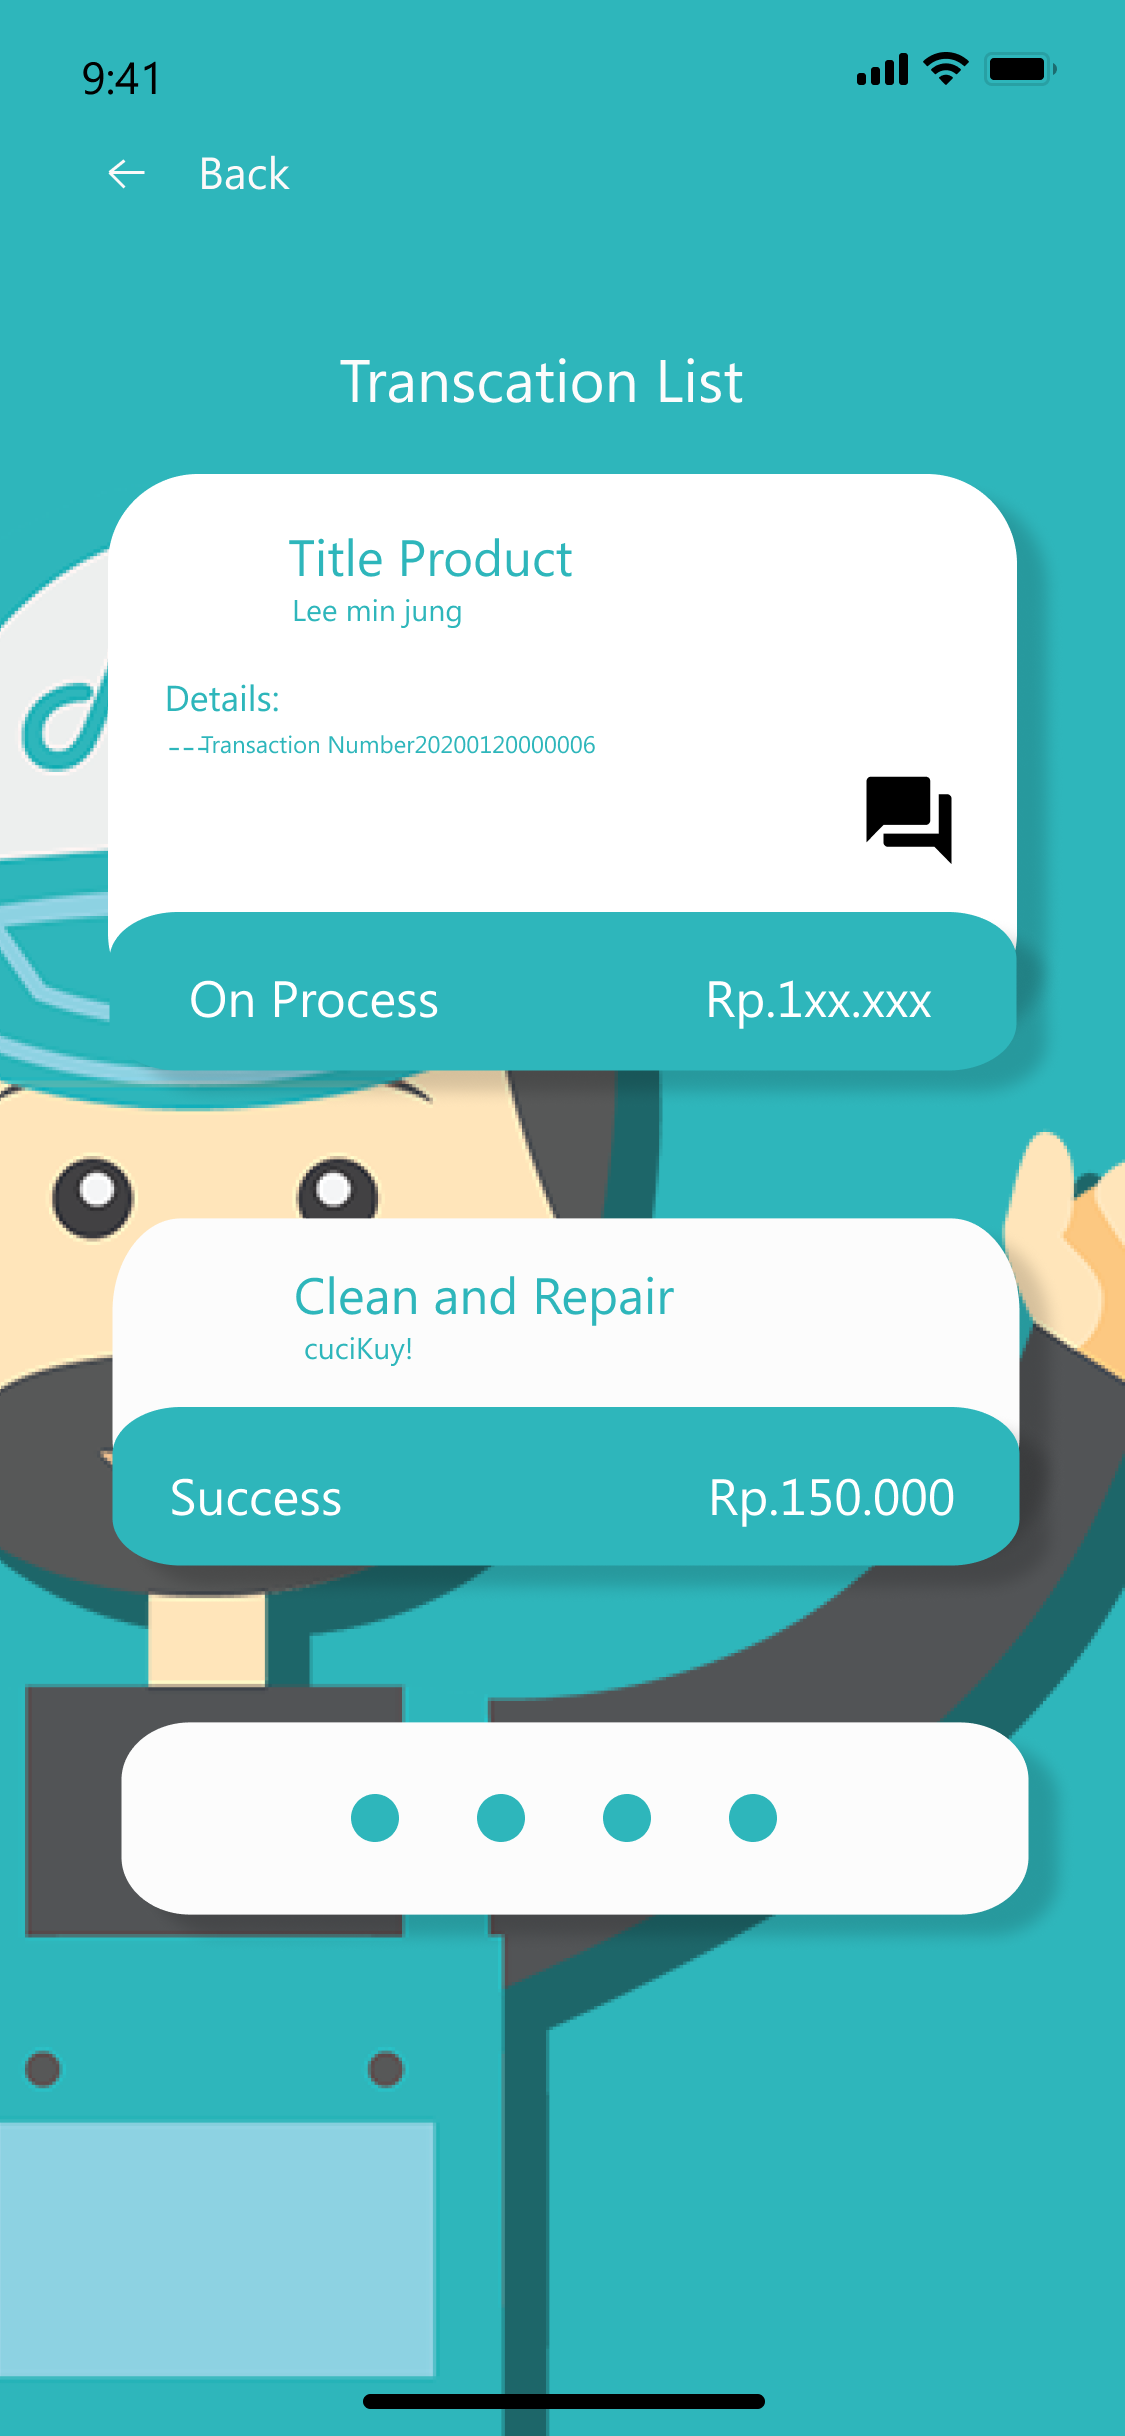 9:41
Back
Transcation List
Title Product
Lee min jung
Details:
---Transaction Number20200120000006
On Process
Rp.1xx.xxx
Clean and Repair
cuciKuy!
Success
Rp.150.000